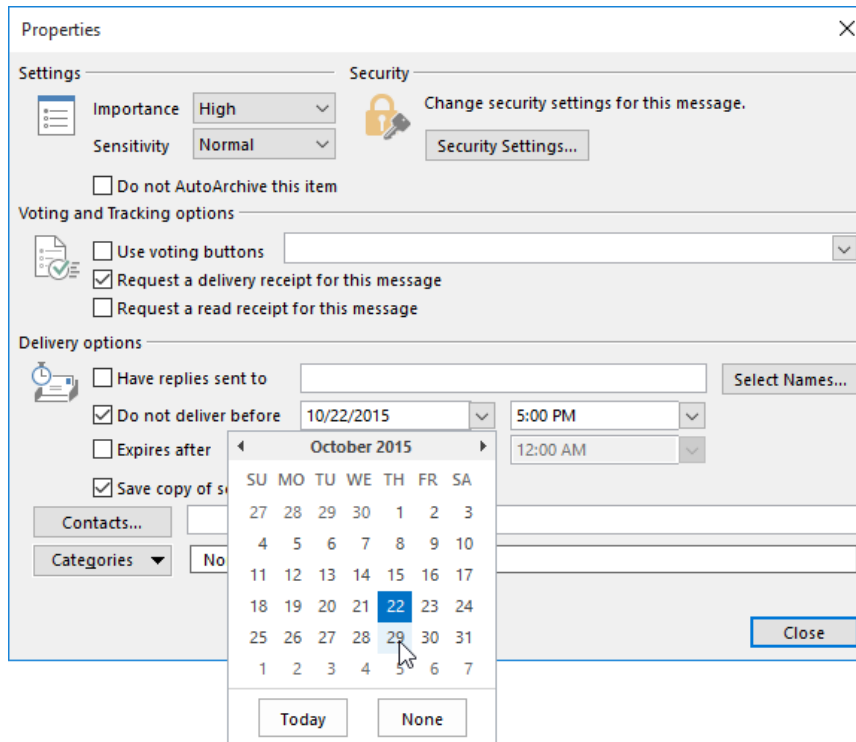 Properties
Settings
Security
Importance High
Change security settings for this message.
Sensitivity Normal
Security Settings...
Do not AutoArchive this item
Voting and Tracking options
Use voting buttons
Request a delivery receipt for this message
Request a read receipt for this message
Delivery options
Have replies sent to Select Names...
Do not deliver before 10/22/2015 5:00 PM
Expires after 12:00 AM
Save copy of
Contacts...
Categories
October 2015
SU MO TU WE TH FR SA
27 28 29 30 1 2 3
4 5 6 7 8 9 10
11 12 13 14 15 16 17
18 19 20 21 22 23 24
25 26 27 28 29 30 31
1 2 3 4 5 6 7
Today None
Close